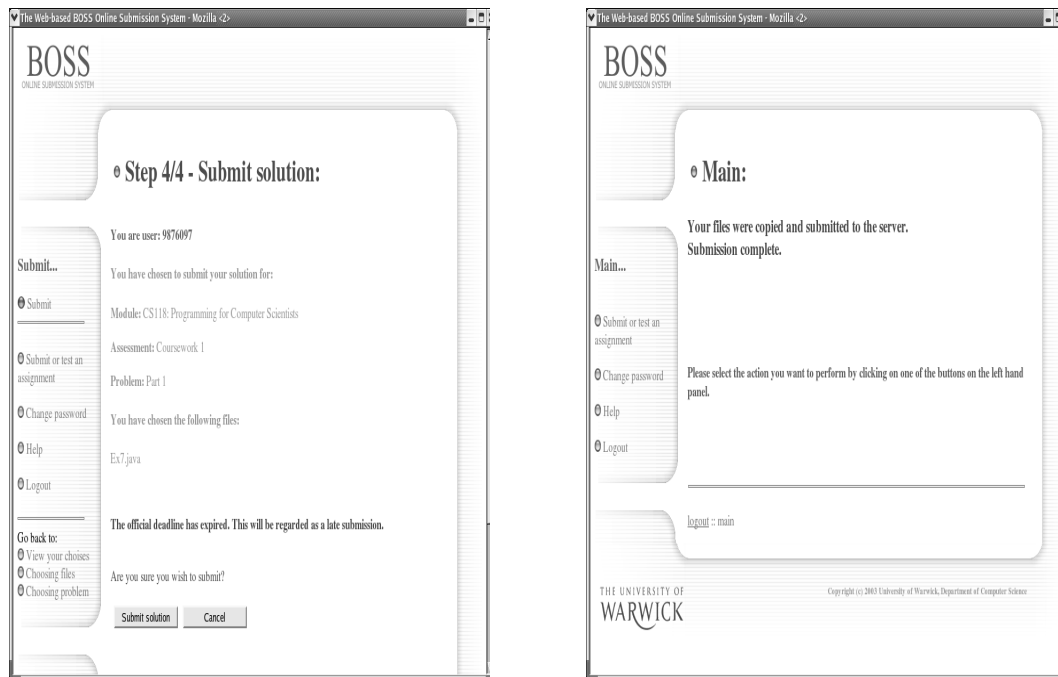 The Web-based BOSS Online Submission System - Mozilla <2>
BOSS
ONLINE SUBMISSION SYSTEM
Step 4/4 - Submit solution:
You are user: 9876097
Submit...
You have chosen to submit your solution for:
Submit
Module: CS118: Programming for Computer Scientists
Assessment: Coursework 1
Submit or test an
assignment
Problem: Part 1
Change password
You have chosen the following files:
Help
Ex7.java
Logout
The official deadline has expired. This will be regarded as a late submission.
Go back to:
View your choises
Choosing files
Choosing problem
Are you sure you wish to submit?
Submit solution
Cancel
The Web-based BOSS Online Submission System - Mozilla <2>
BOSS
ONLINE SUBMISSION SYSTEM
Main:
Your files were copied and submitted to the server.
Submission complete.
Main...
Submit or test an
assignment
Change password
Help
Logout
Please select the action you want to perform by clicking on one of the buttons on the left hand
panel.
logout :: main
THE UNIVERSITY OF
WARWICK
Copyright (c) 2003 University of Warwick, Department of Computer Science